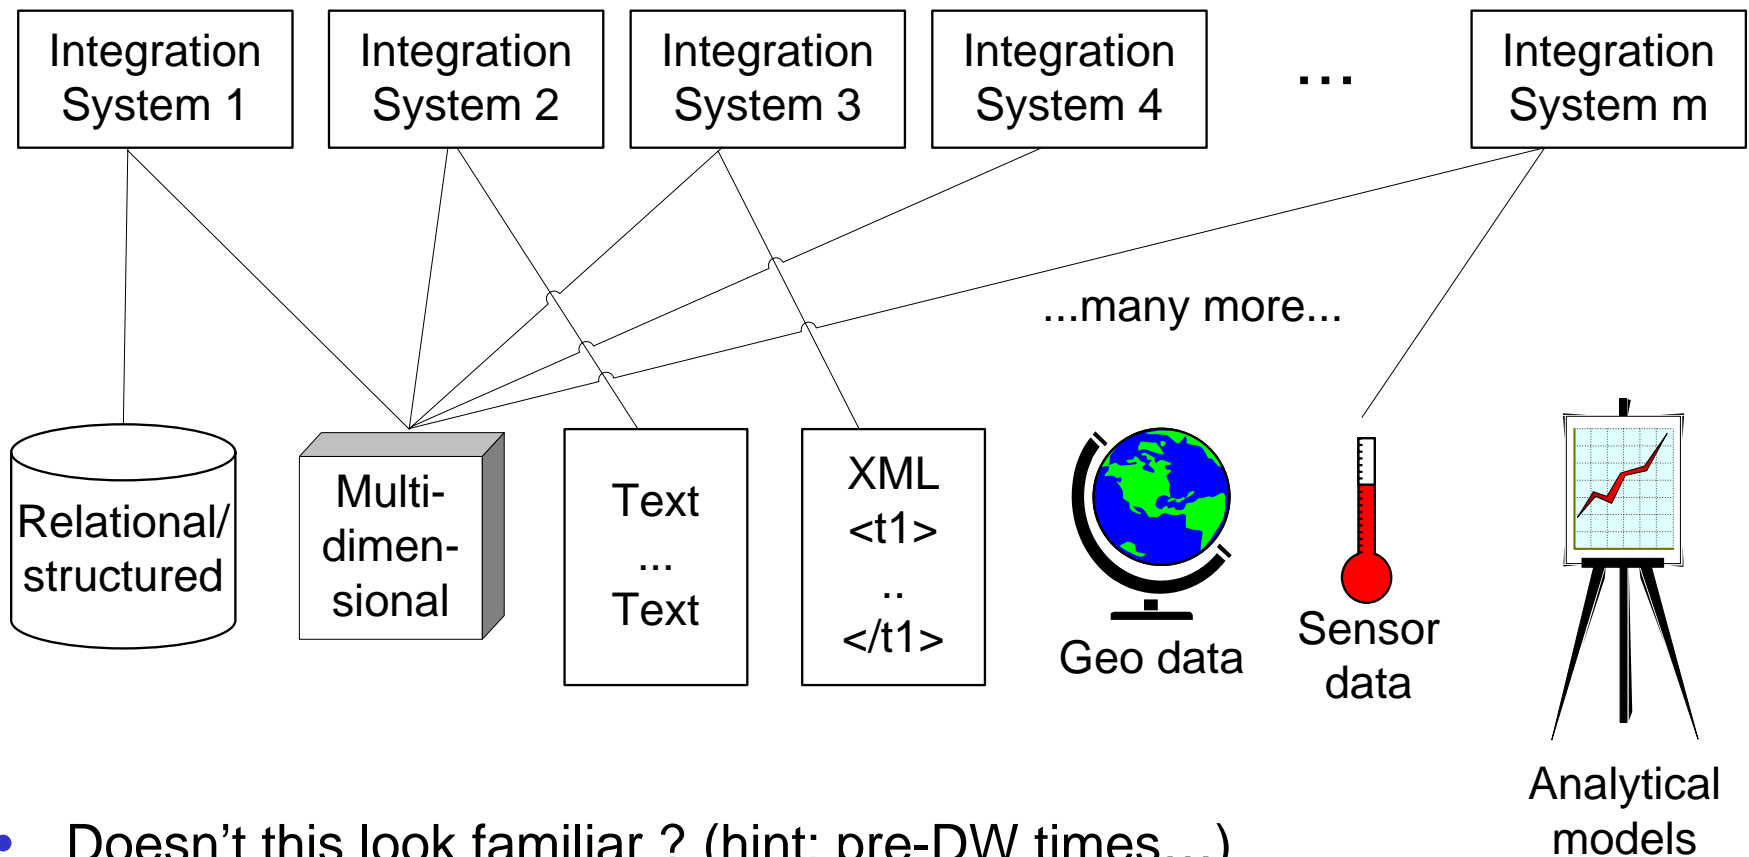 Integration
System 1
Integration
System 2
Integration
System 3
Integration
System 4
...
Integration
System m
...many more...
Relational/
structured
Multi-
dimen-
sional
Text
...
Text
XML
<t1>
..
</t1>
Geo data
Sensor
data
Analytical
models
• Doesn't this look familiar ? (hint: pre-DW times...)